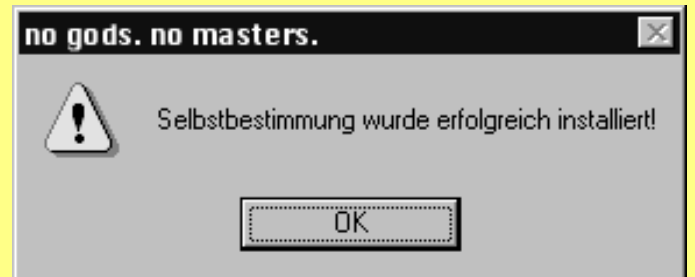 no gods. no masters.
Selbstbestimmung wurde erfolgreich installiert!
OK